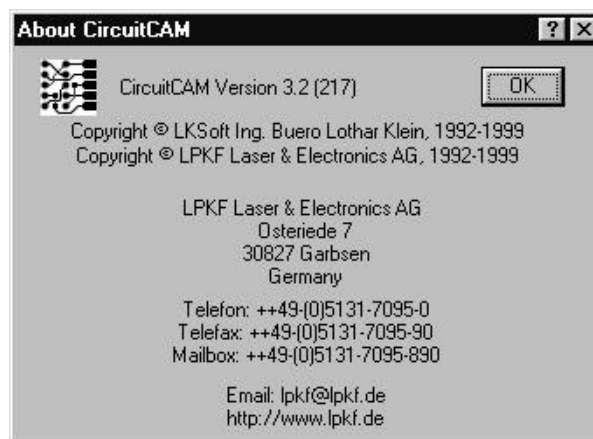 About CircuitCAM
? X
CircuitCAM Version 3.2 (217)
OK
Copyright © LKSoft Ing. Buero Lothar Klein, 1992-1999
Copyright © LPKF Laser & Electronics AG, 1992-1999
LPKF Laser & Electronics AG
Osteriede 7
30827 Garbsen
Germany
Telefon: ++49-(0)5131-7095-0
Telefax: ++49-(0)5131-7095-90
Mailbox: ++49-(0)5131-7095-890
Email: lpkf@lpkf.de
http://www.lpkf.de